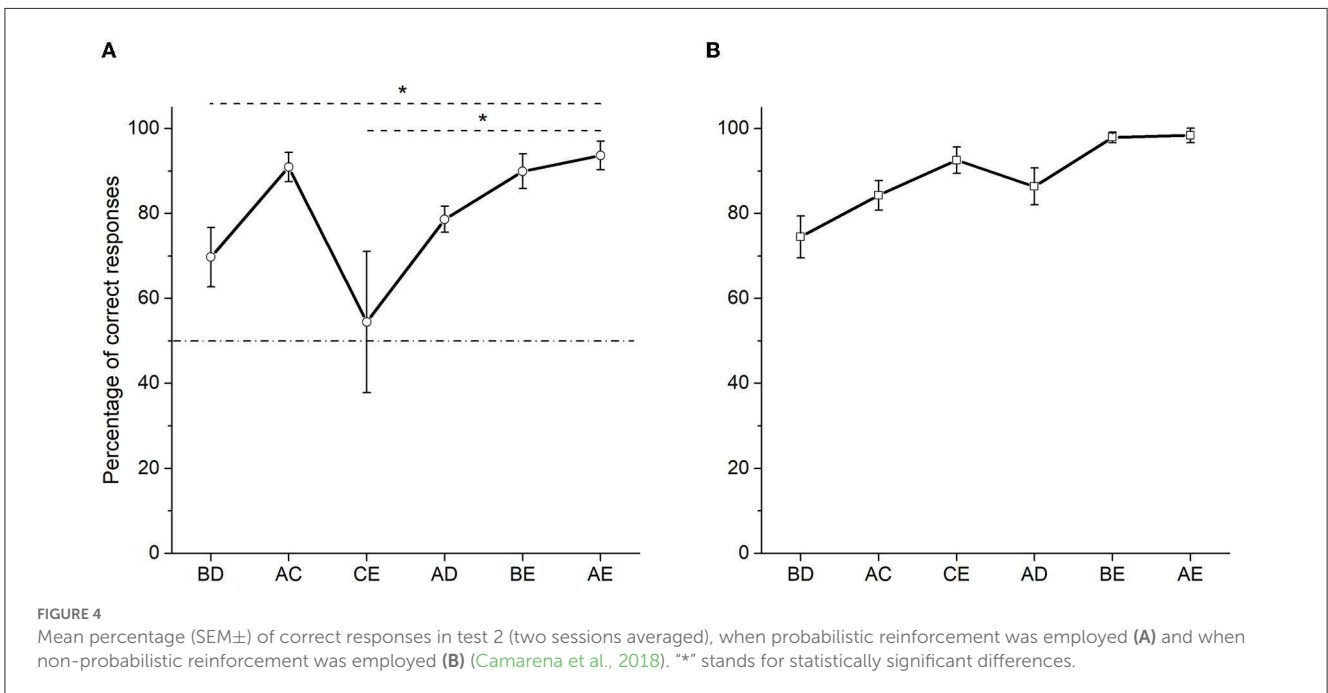 A
B
*
*
100
80
60
40
20
0
Percentage of correct responses
BD AC CE AD BE AE
100
80
60
40
20
0
BD AC CE AD BE AE
FIGURE 4
Mean percentage (SEM±) of correct responses in test 2 (two sessions averaged), when probabilistic reinforcement was employed (A) and when
non-probabilistic reinforcement was employed (B) (Camarena et al., 2018). “*” stands for statistically significant differences.